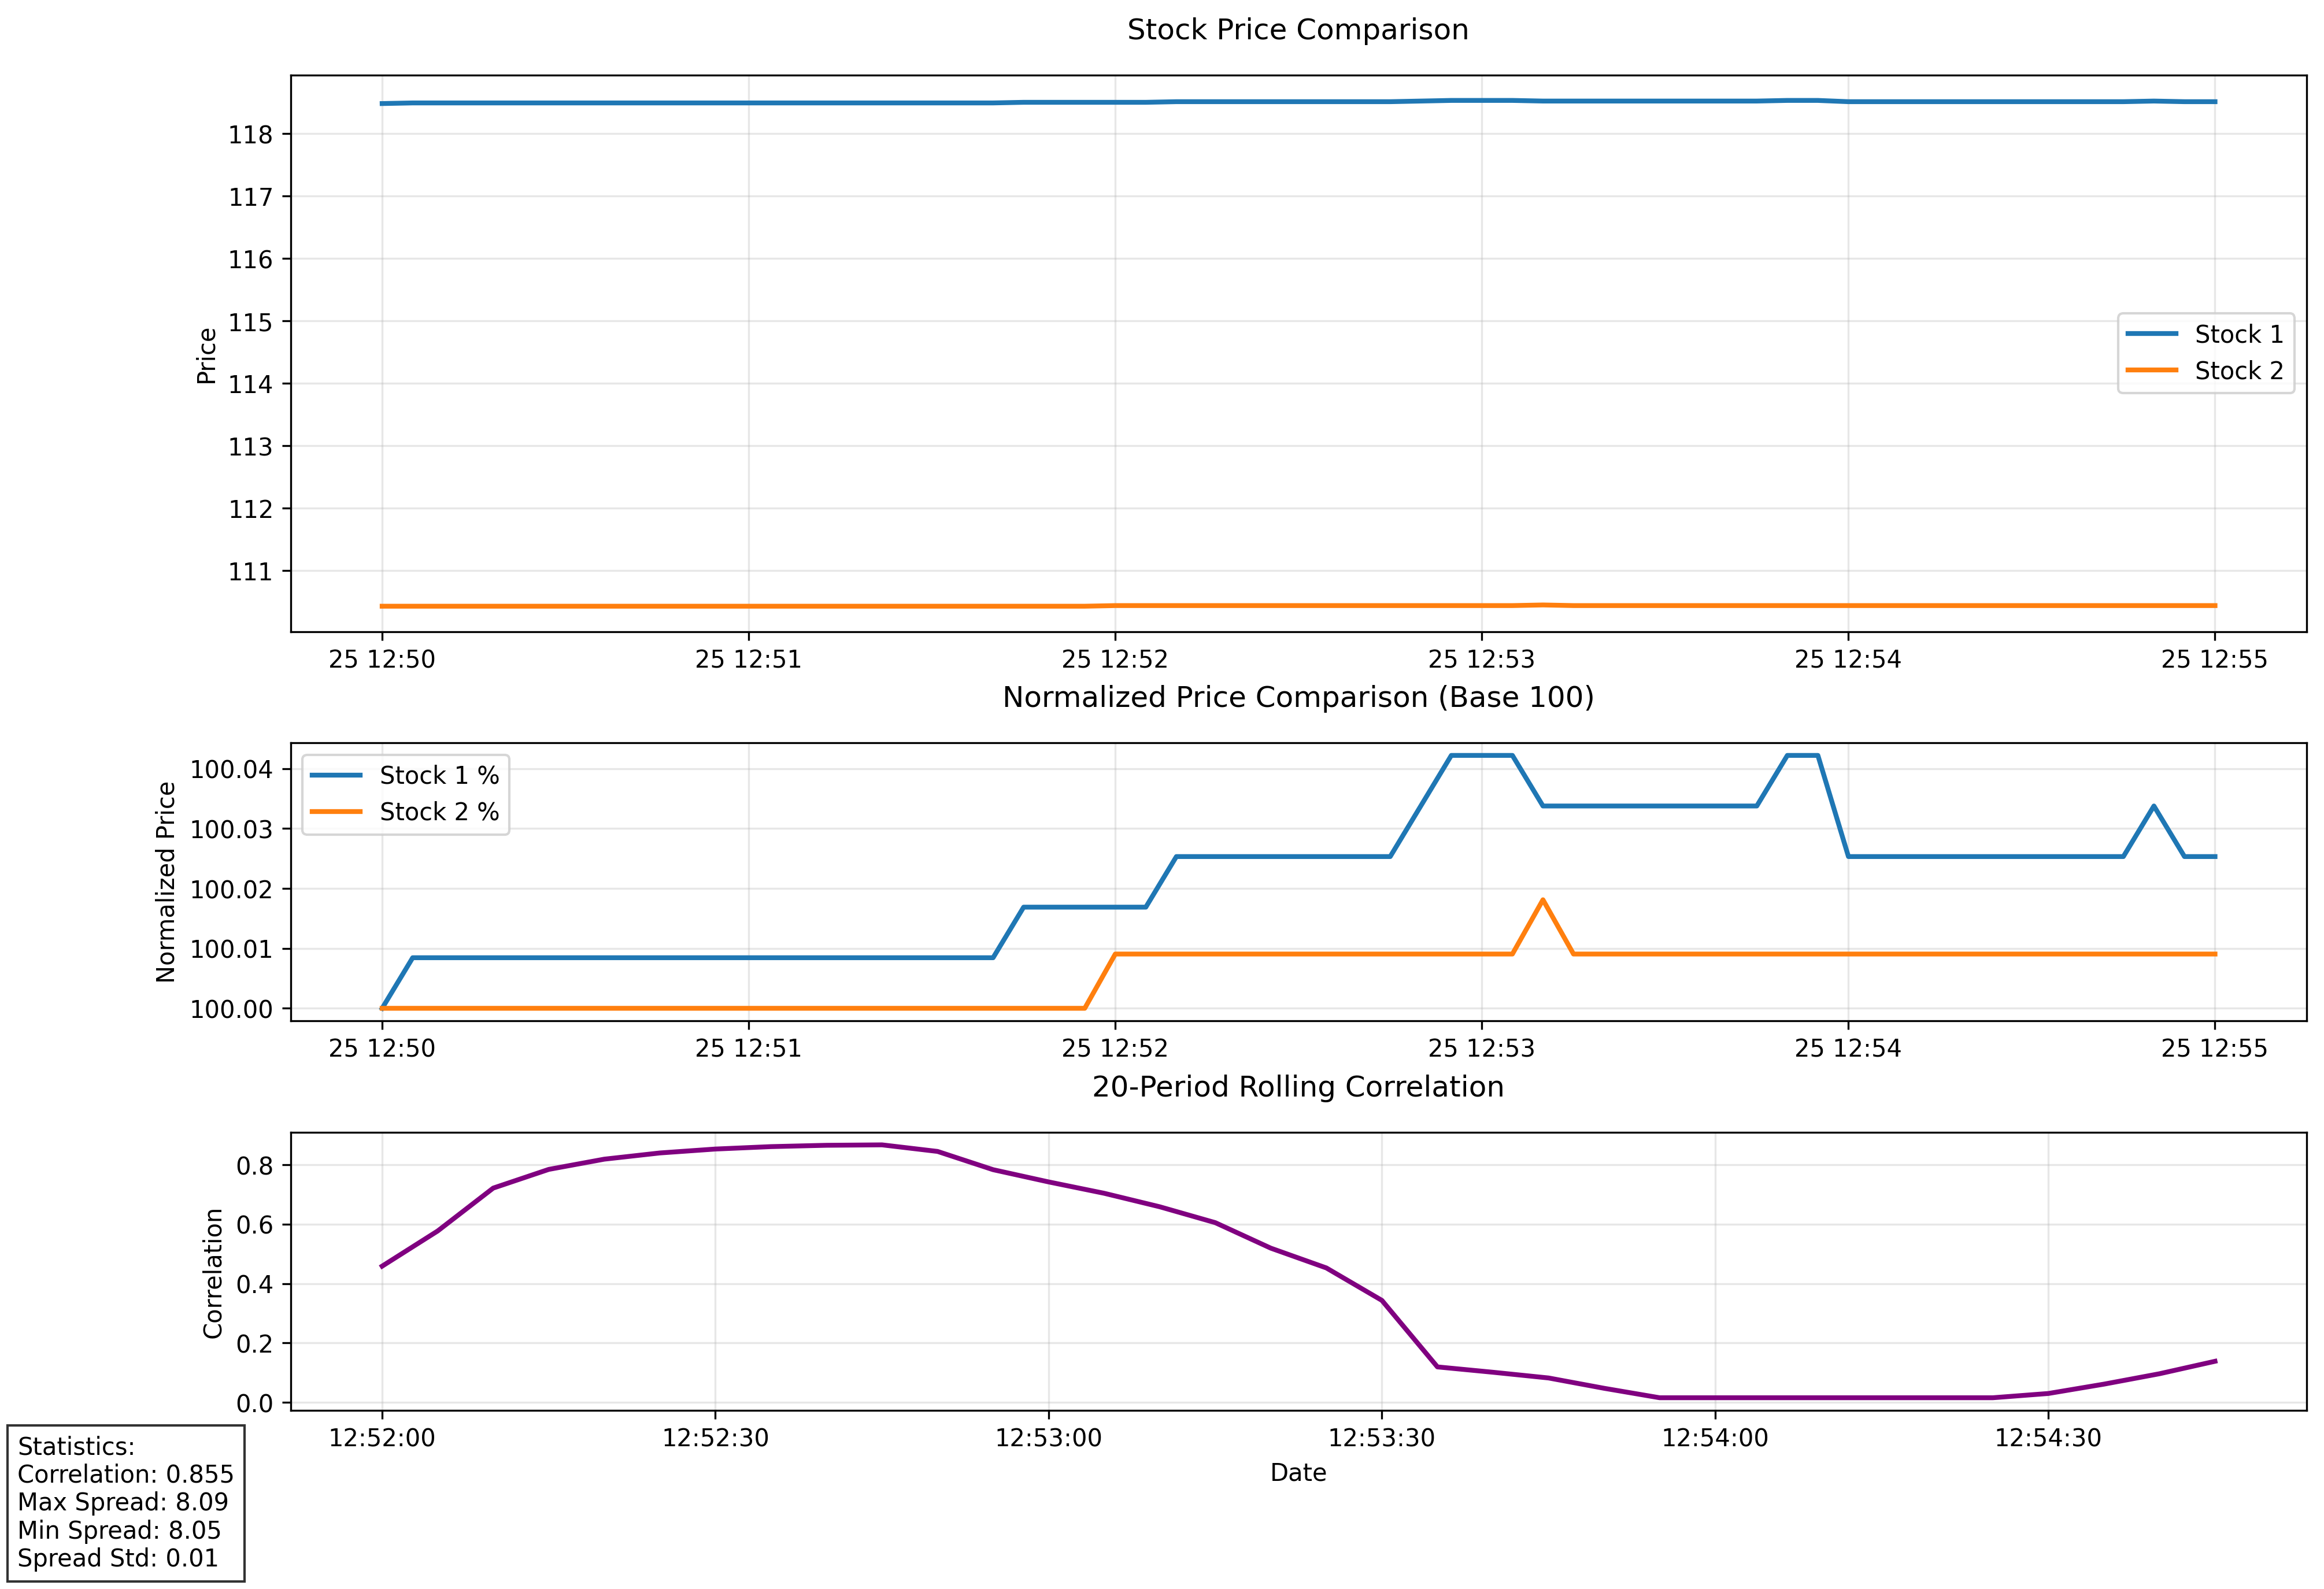 Stock Price Comparison
118
117
116
115
114
113
112
111
Price
Stock 1
Stock 2
25 12:50
25 12:51
25 12:52
25 12:53
25 12:54
25 12:55
Normalized Price Comparison (Base 100)
100.04
100.03
100.02
100.01
100.00
Normalized Price
Stock 1 %
Stock 2 %
25 12:50
25 12:51
25 12:52
25 12:53
25 12:54
25 12:55
20-Period Rolling Correlation
0.8
0.6
0.4
0.2
0.0
Correlation
12:52:00
12:52:30
12:53:00
12:53:30
12:54:00
12:54:30
Date
Statistics:
Correlation: 0.855
Max Spread: 8.09
Min Spread: 8.05
Spread Std: 0.01